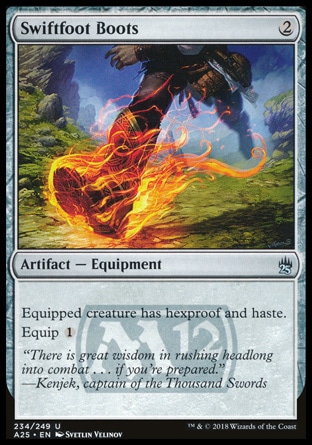 Swiftfoot Boots 2
Artifact — Equipment
Equipped creature has hexproof and haste.
Equip 1
"There is great wisdom in rushing headlong
into combat . . . if you're prepared."
—Kenjek, captain of the Thousand Swords
M12
25
234/249 U
A25 • EN Svetlin Velinov
™ & © 2018 Wizards of the Coast